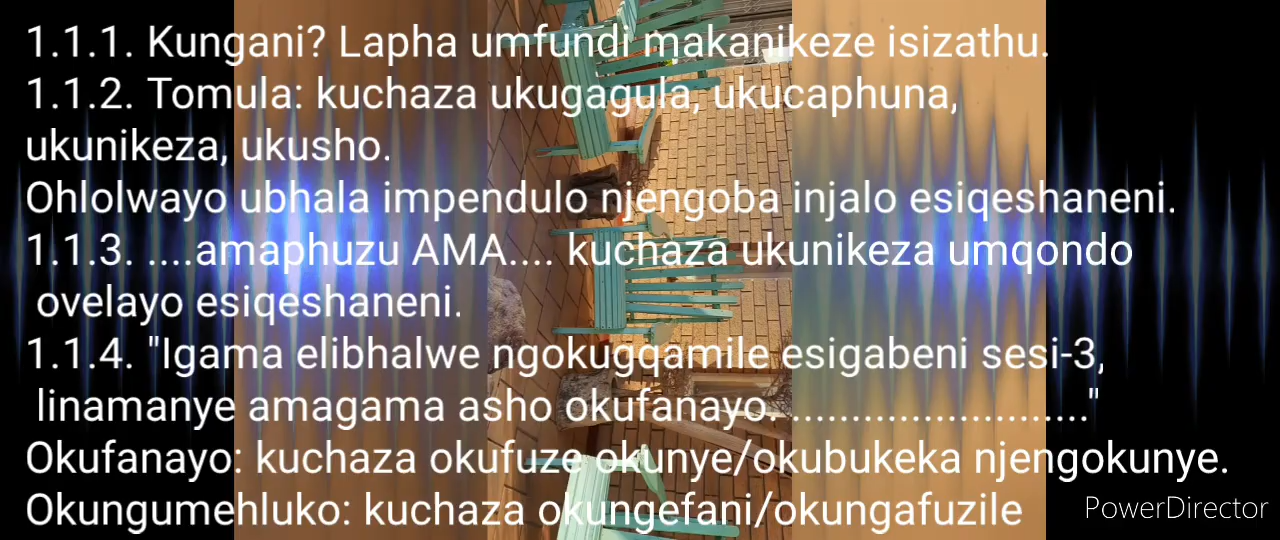 1.1.1. Kungani? Lapha umfundi makanikeze isizathu.
1.1.2. Tomula: kuchaza ukugagula, ukucaphuna,
ukunikeza, ukusho.
Ohlolwayo ubhala impendulo njengoba injalo esiqeshaneni.
1.1.3. ....amaphuzu AMA.... kuchaza ukunikeza umqondo
ovelayo esiqeshaneni.
1.1.4. "Igama elibhalwe ngokugqamile esigabeni sesi-3,
linamanye amagama asho okufanayo. .........................."
Okufanayo: kuchaza okufuze okunye/okubukeka njengokunye.
Okungumehluko: kuchaza okungefani/okungafuzile
PowerDirector